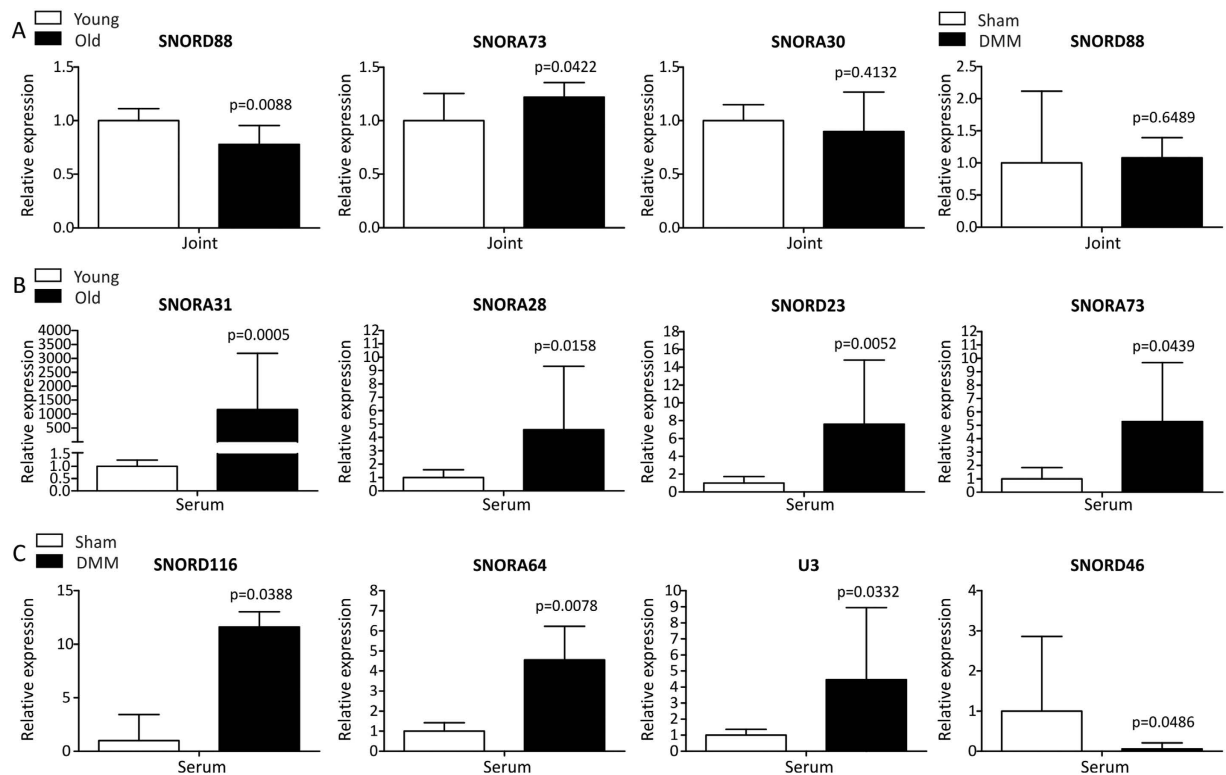 A
Young
Old
Sham
DMM
SNORD88
SNORA73
SNORA30
SNORD88
Relative expression
1.5
1.0
0.5
0.0
p=0.0088
Joint
Relative expression
1.5
1.0
0.5
0.0
p=0.0422
Joint
Relative expression
1.5
1.0
0.5
0.0
p=0.4132
Joint
Relative expression
2.5
2.0
1.5
1.0
0.5
0.0
p=0.6489
Joint
B
Young
Old
SNORA31
Relative expression
4000
3500
3000
2500
2000
1500
1000
500
1.5
1.0
0.5
0.0
p=0.0005
Serum
SNORA28
Relative expression
12
11
10
9
8
7
6
5
4
3
2
1
0
p=0.0158
Serum
SNORD23
Relative expression
18
16
14
12
10
8
6
4
2
0
p=0.0052
Serum
SNORA73
Relative expression
12
11
10
9
8
7
6
5
4
3
2
1
0
p=0.0439
Serum
C
Sham
DMM
SNORD116
Relative expression
15
10
5
0
p=0.0388
Serum
SNORA64
Relative expression
8
7
6
5
4
3
2
1
0
p=0.0078
Serum
U3
Relative expression
10
9
8
7
6
5
4
3
2
1
0
p=0.0332
Serum
SNORD46
Relative expression
4
3
2
1
0
p=0.0486
Serum